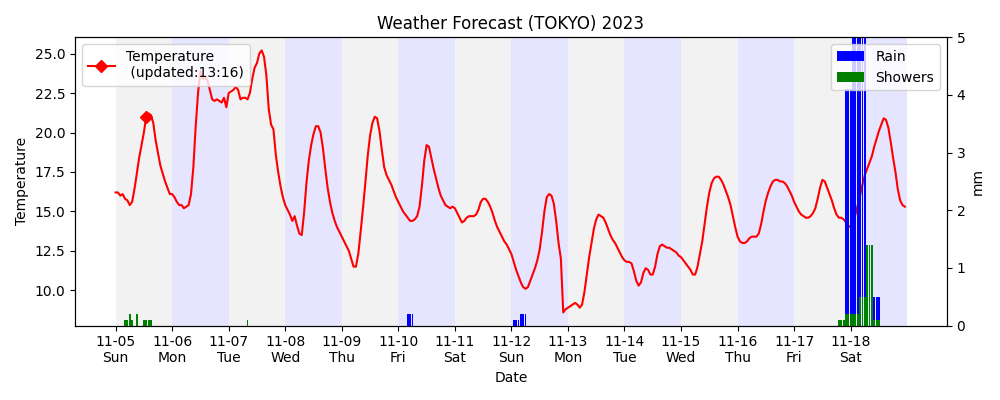 Weather Forecast (TOKYO) 2023
Temperature
(updated:13:16)
Rain
Showers
Temperature
25.0
22.5
20.0
17.5
15.0
12.5
10.0
5
4
3
2
1
0
mm
11-05 11-06 11-07 11-08 11-09 11-10 11-11 11-12 11-13 11-14 11-15 11-16 11-17 11-18
Sun Mon Tue Wed Thu Fri Sat Sun Mon Tue Wed Thu Fri Sat
Date